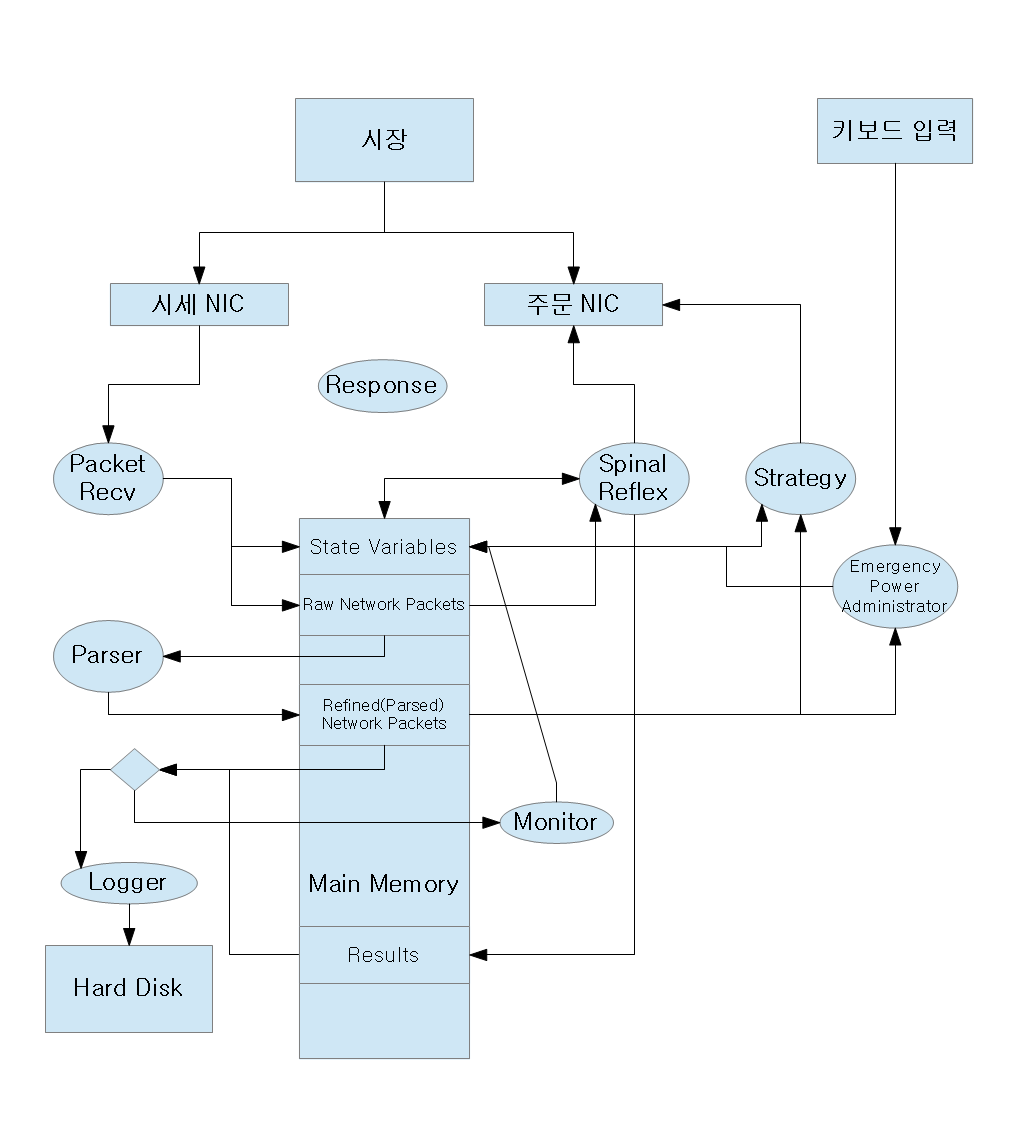 시장
키보드 입력
시세 NIC
주문 NIC
Response
Packet
Recv
Spinal
Reflex
Strategy
State Variables
Emergency
Power
Administrator
Raw Network Packets
Parser
Refined(Parsed)
Network Packets
Monitor
Logger
Main Memory
Results
Hard Disk